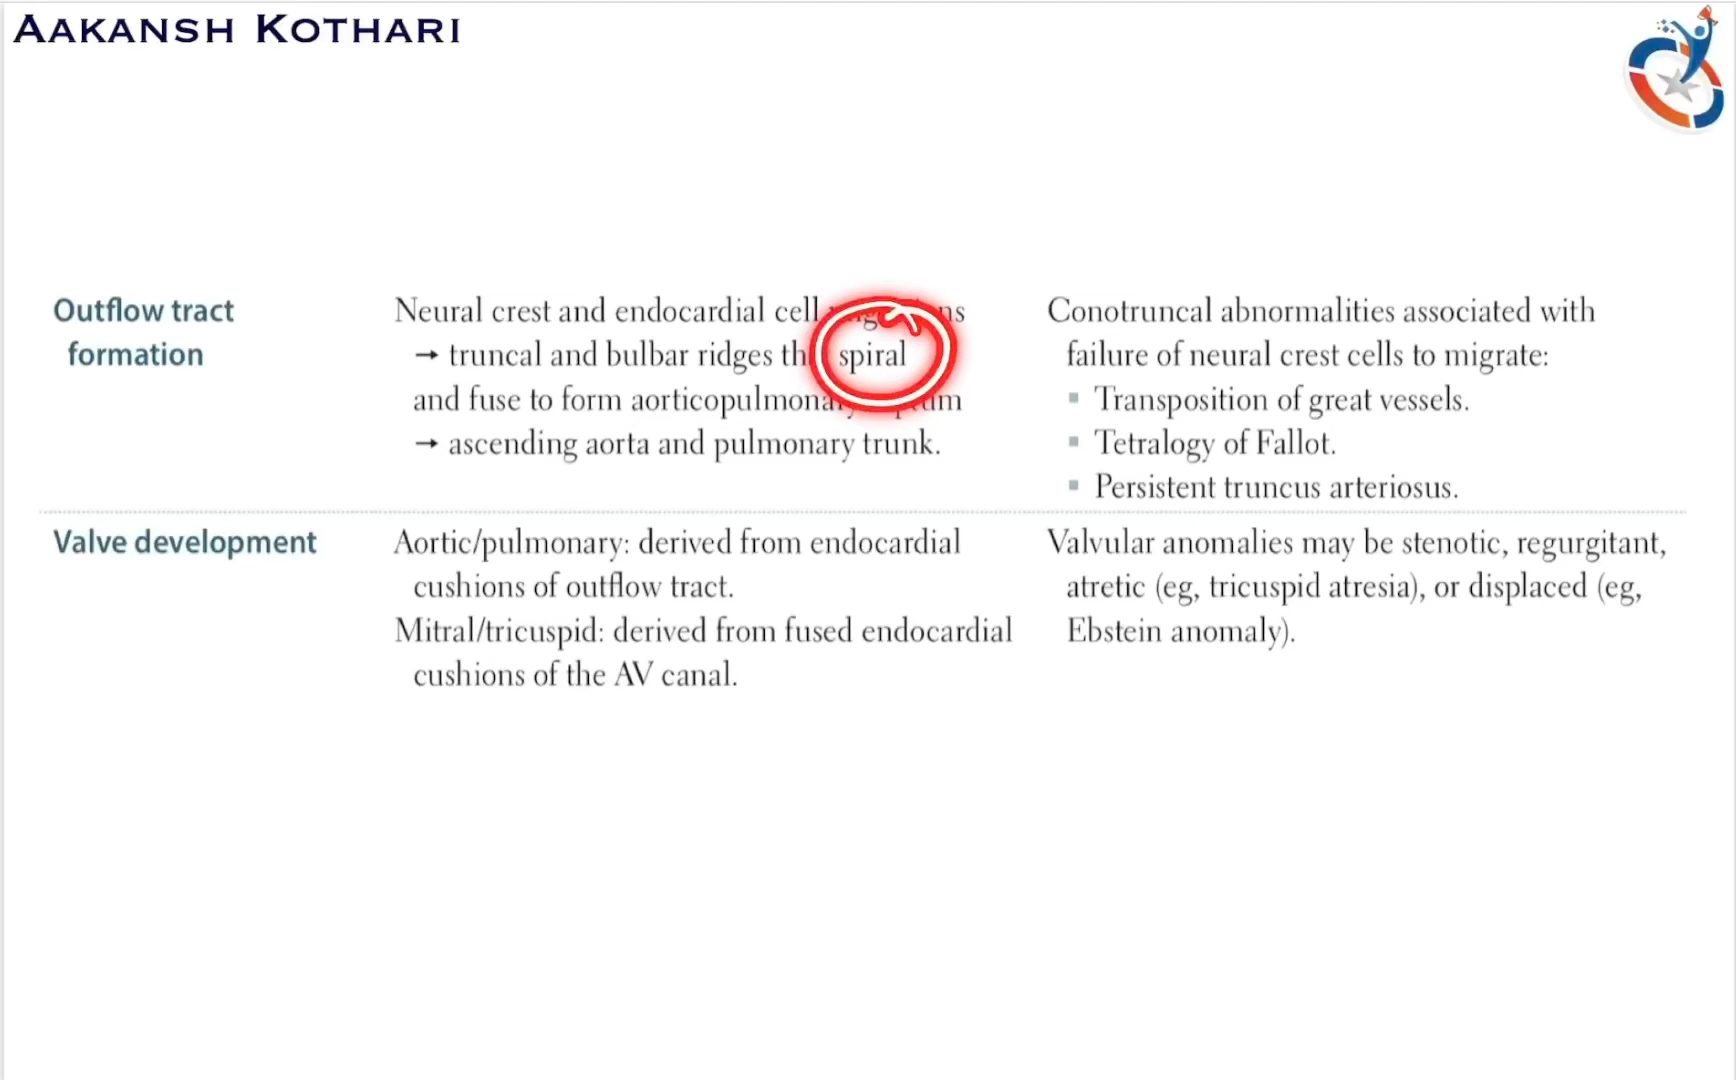 AAKANSH KOTHARI
Outflow tract
formation
Neural crest and endocardial cell
→ truncal and bulbar ridges spiral
and fuse to form aorticopulmonary
→ ascending aorta and pulmonary trunk.
Conotruncal abnormalities associated with
failure of neural crest cells to migrate:
▪ Transposition of great vessels.
▪ Tetralogy of Fallot.
▪ Persistent truncus arteriosus.
Valve development
Aortic/pulmonary: derived from endocardial
cushions of outflow tract.
Mitral/tricuspid: derived from fused endocardial
cushions of the AV canal.
Valvular anomalies may be stenotic, regurgitant,
atretic (eg, tricuspid atresia), or displaced (eg,
Ebstein anomaly).